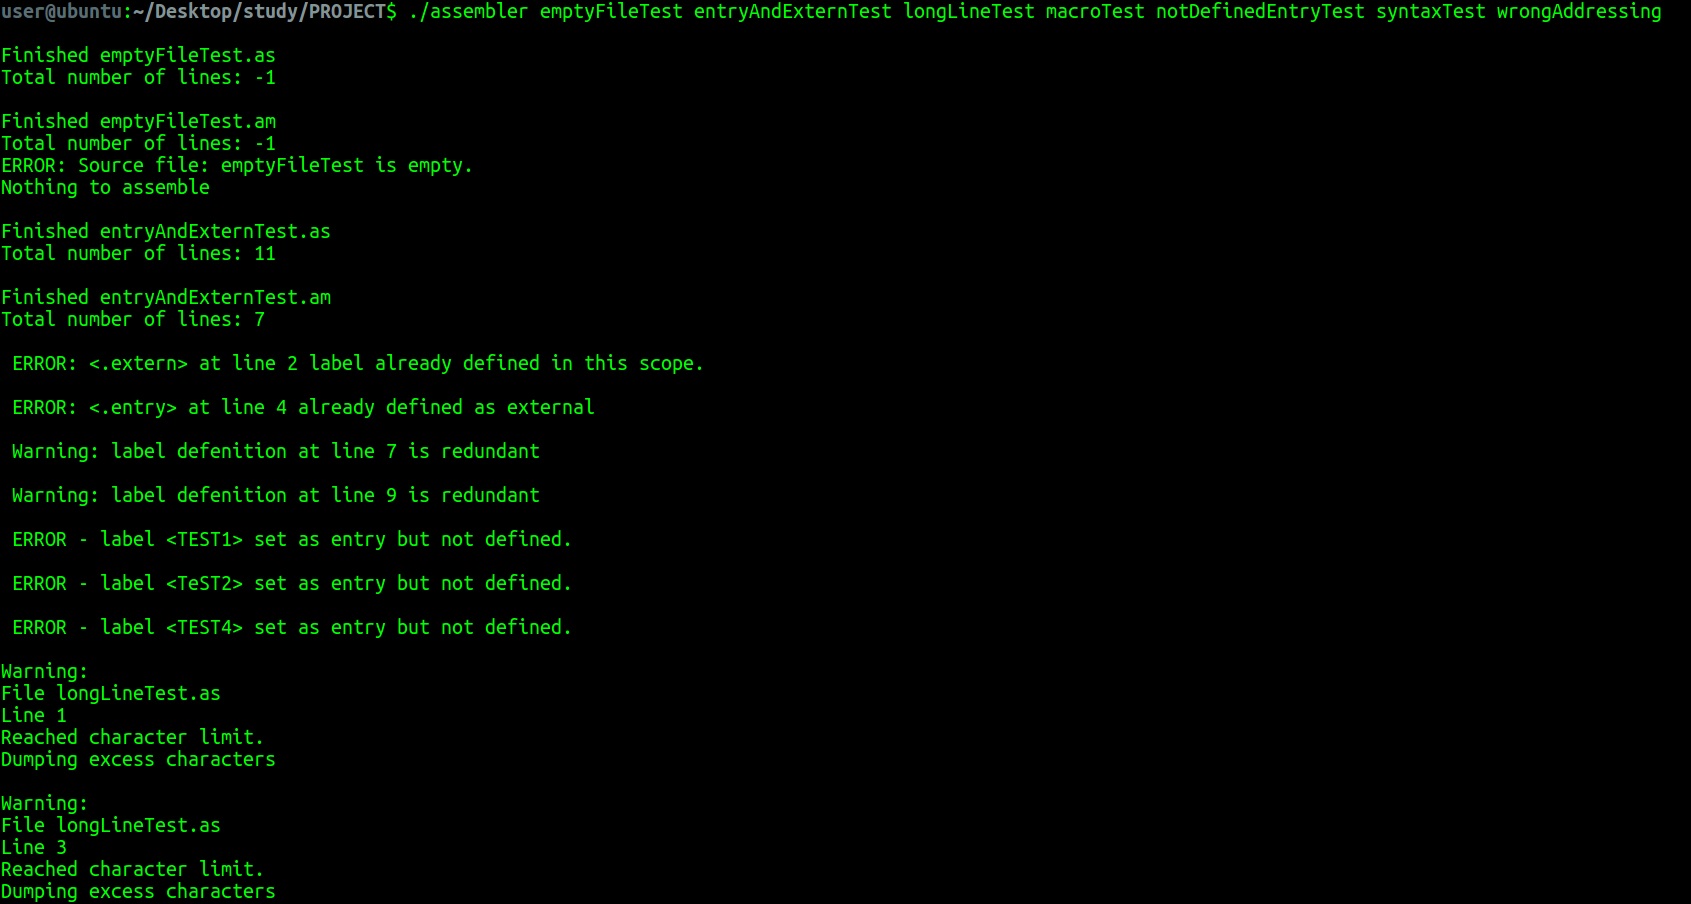 user@ubuntu:~/Desktop/study/PROJECT$ ./assembler emptyFileTest entryAndExternTest longLineTest macroTest notDefinedEntryTest syntaxTest wrongAddressing
Finished emptyFileTest.as
Total number of lines: -1
Finished emptyFileTest.am
Total number of lines: -1
ERROR: Source file: emptyFileTest is empty.
Nothing to assemble
Finished entryAndExternTest.as
Total number of lines: 11
Finished entryAndExternTest.am
Total number of lines: 7
ERROR: <.extern> at line 2 label already defined in this scope.
ERROR: <.entry> at line 4 already defined as external
Warning: label defenition at line 7 is redundant
Warning: label defenition at line 9 is redundant
ERROR - label <TEST1> set as entry but not defined.
ERROR - label <TeST2> set as entry but not defined.
ERROR - label <TEST4> set as entry but not defined.
Warning:
File longLineTest.as
Line 1
Reached character limit.
Dumping excess characters
Warning:
File longLineTest.as
Line 3
Reached character limit.
Dumping excess characters